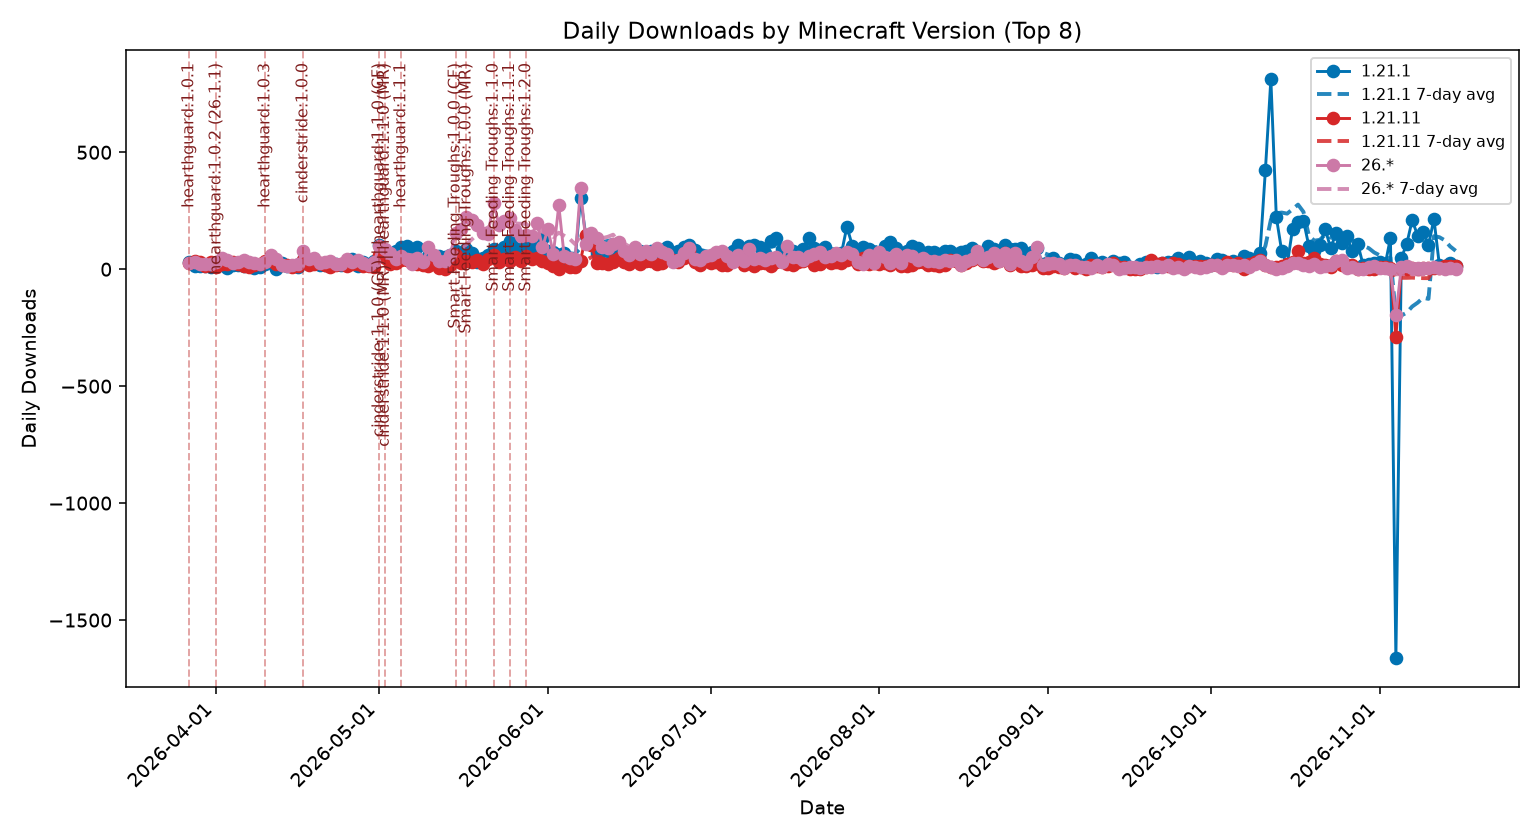 Daily Downloads by Minecraft Version (Top 8)
hearthguard:1.0.1
hearthguard:1.0.2 (26.1.1)
hearthguard:1.0.3
cinderstride:1.0.0
cinderstride:1.1.0 (CF)
hearthguard:1.1.0 (CF)
cinderstride:1.1.0 (MR)
hearthguard:1.1.0 (MR)
hearthguard:1.1.1
Smart Feeding Troughs:1.0.0 (CF)
Smart Feeding Troughs:1.0.0 (MR)
Smart Feeding Troughs:1.1.0
Smart Feeding Troughs:1.1.1
Smart Feeding Troughs:1.2.0
1.21.1
1.21.1 7-day avg
1.21.11
1.21.11 7-day avg
26.*
26.* 7-day avg
Daily Downloads
500
0
−500
−1000
−1500
2026-04-01
2026-05-01
2026-06-01
2026-07-01
2026-08-01
2026-09-01
2026-10-01
2026-11-01
Date